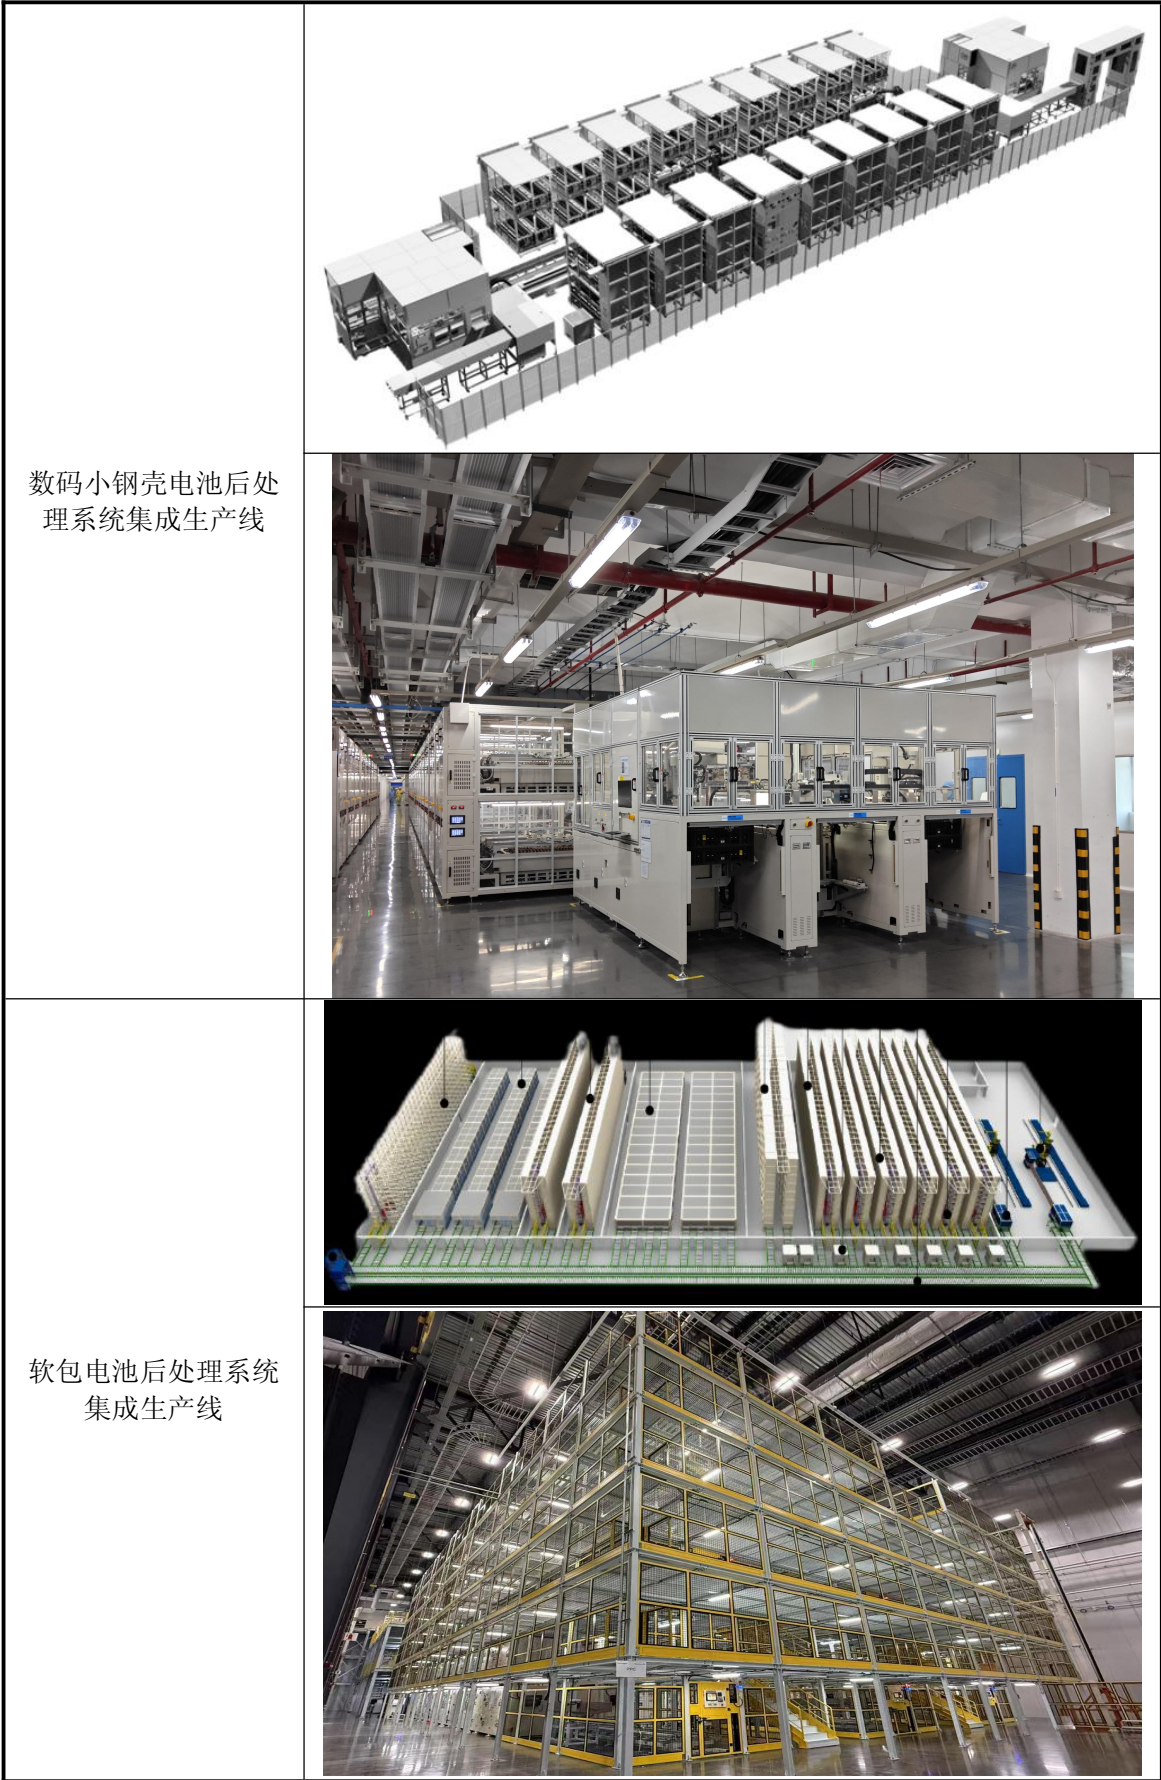 数码小钢壳电池后处
理系统集成生产线
软包电池后处理系统
集成生产线